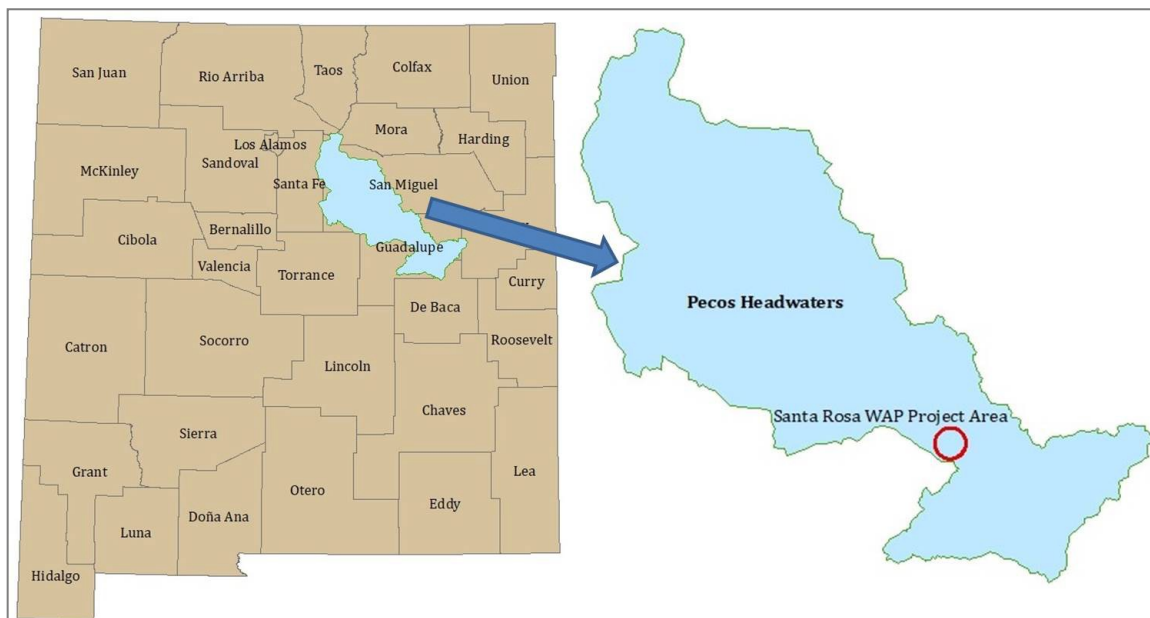 San Juan
Rio Arriba
Taos
Colfax
Union
Mora
Harding
Los Alamos
Sandoval
McKinley
Santa Fe
San Miguel
Bernalillo
Cibola
Guadalupe
Valencia
Torrance
Curry
De Baca
Socorro
Roosevelt
Catron
Lincoln
Chaves
Sierra
Grant
Lea
Otero
Eddy
Doña Ana
Luna
Hidalgo
Pecos Headwaters
Santa Rosa WAP Project Area